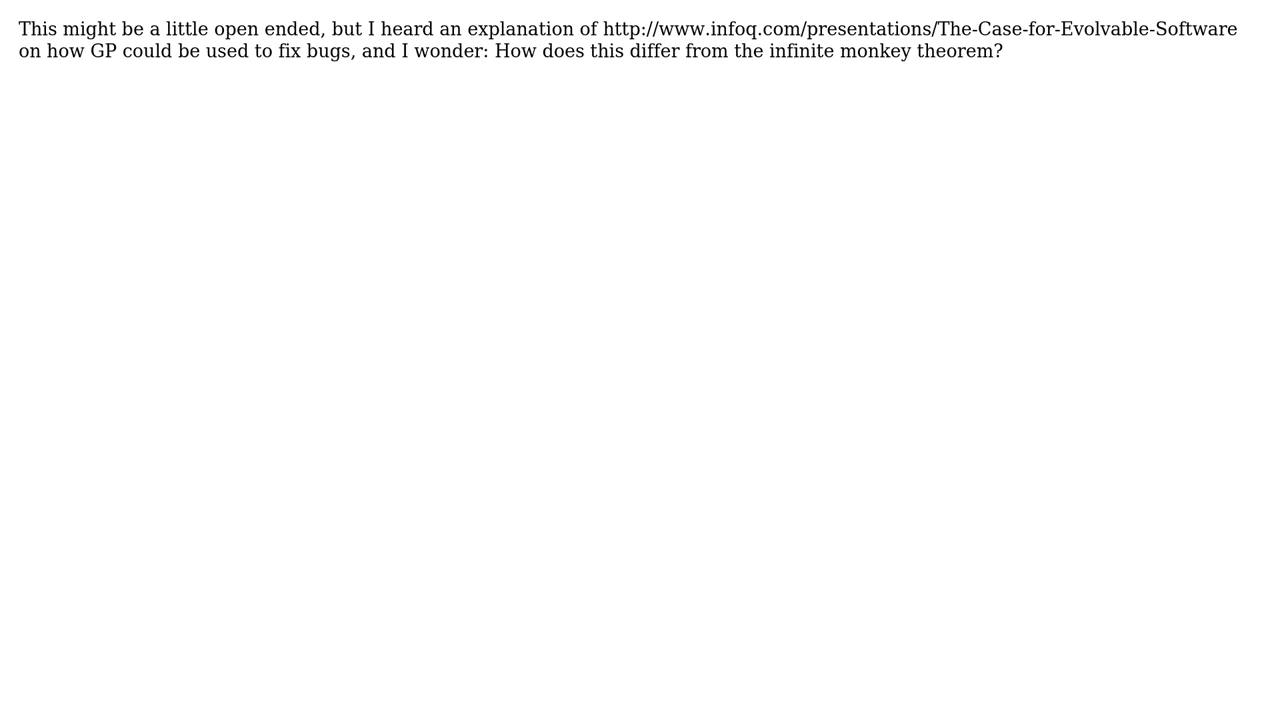 This might be a little open ended, but I heard an explanation of http://www.infoq.com/presentations/The-Case-for-Evolvable-Software
on how GP could be used to fix bugs, and I wonder: How does this differ from the infinite monkey theorem?